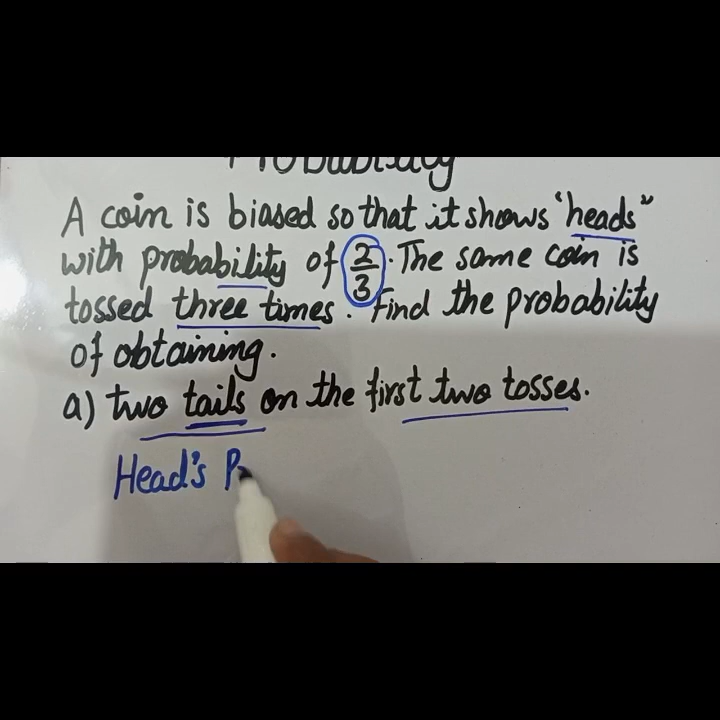 Probability
A coin is biased so that it shows "heads"
with probability of 2/3. The same coin is
tossed three times. Find the probability
of obtaining.
a) two tails on the first two tosses.
Head's P